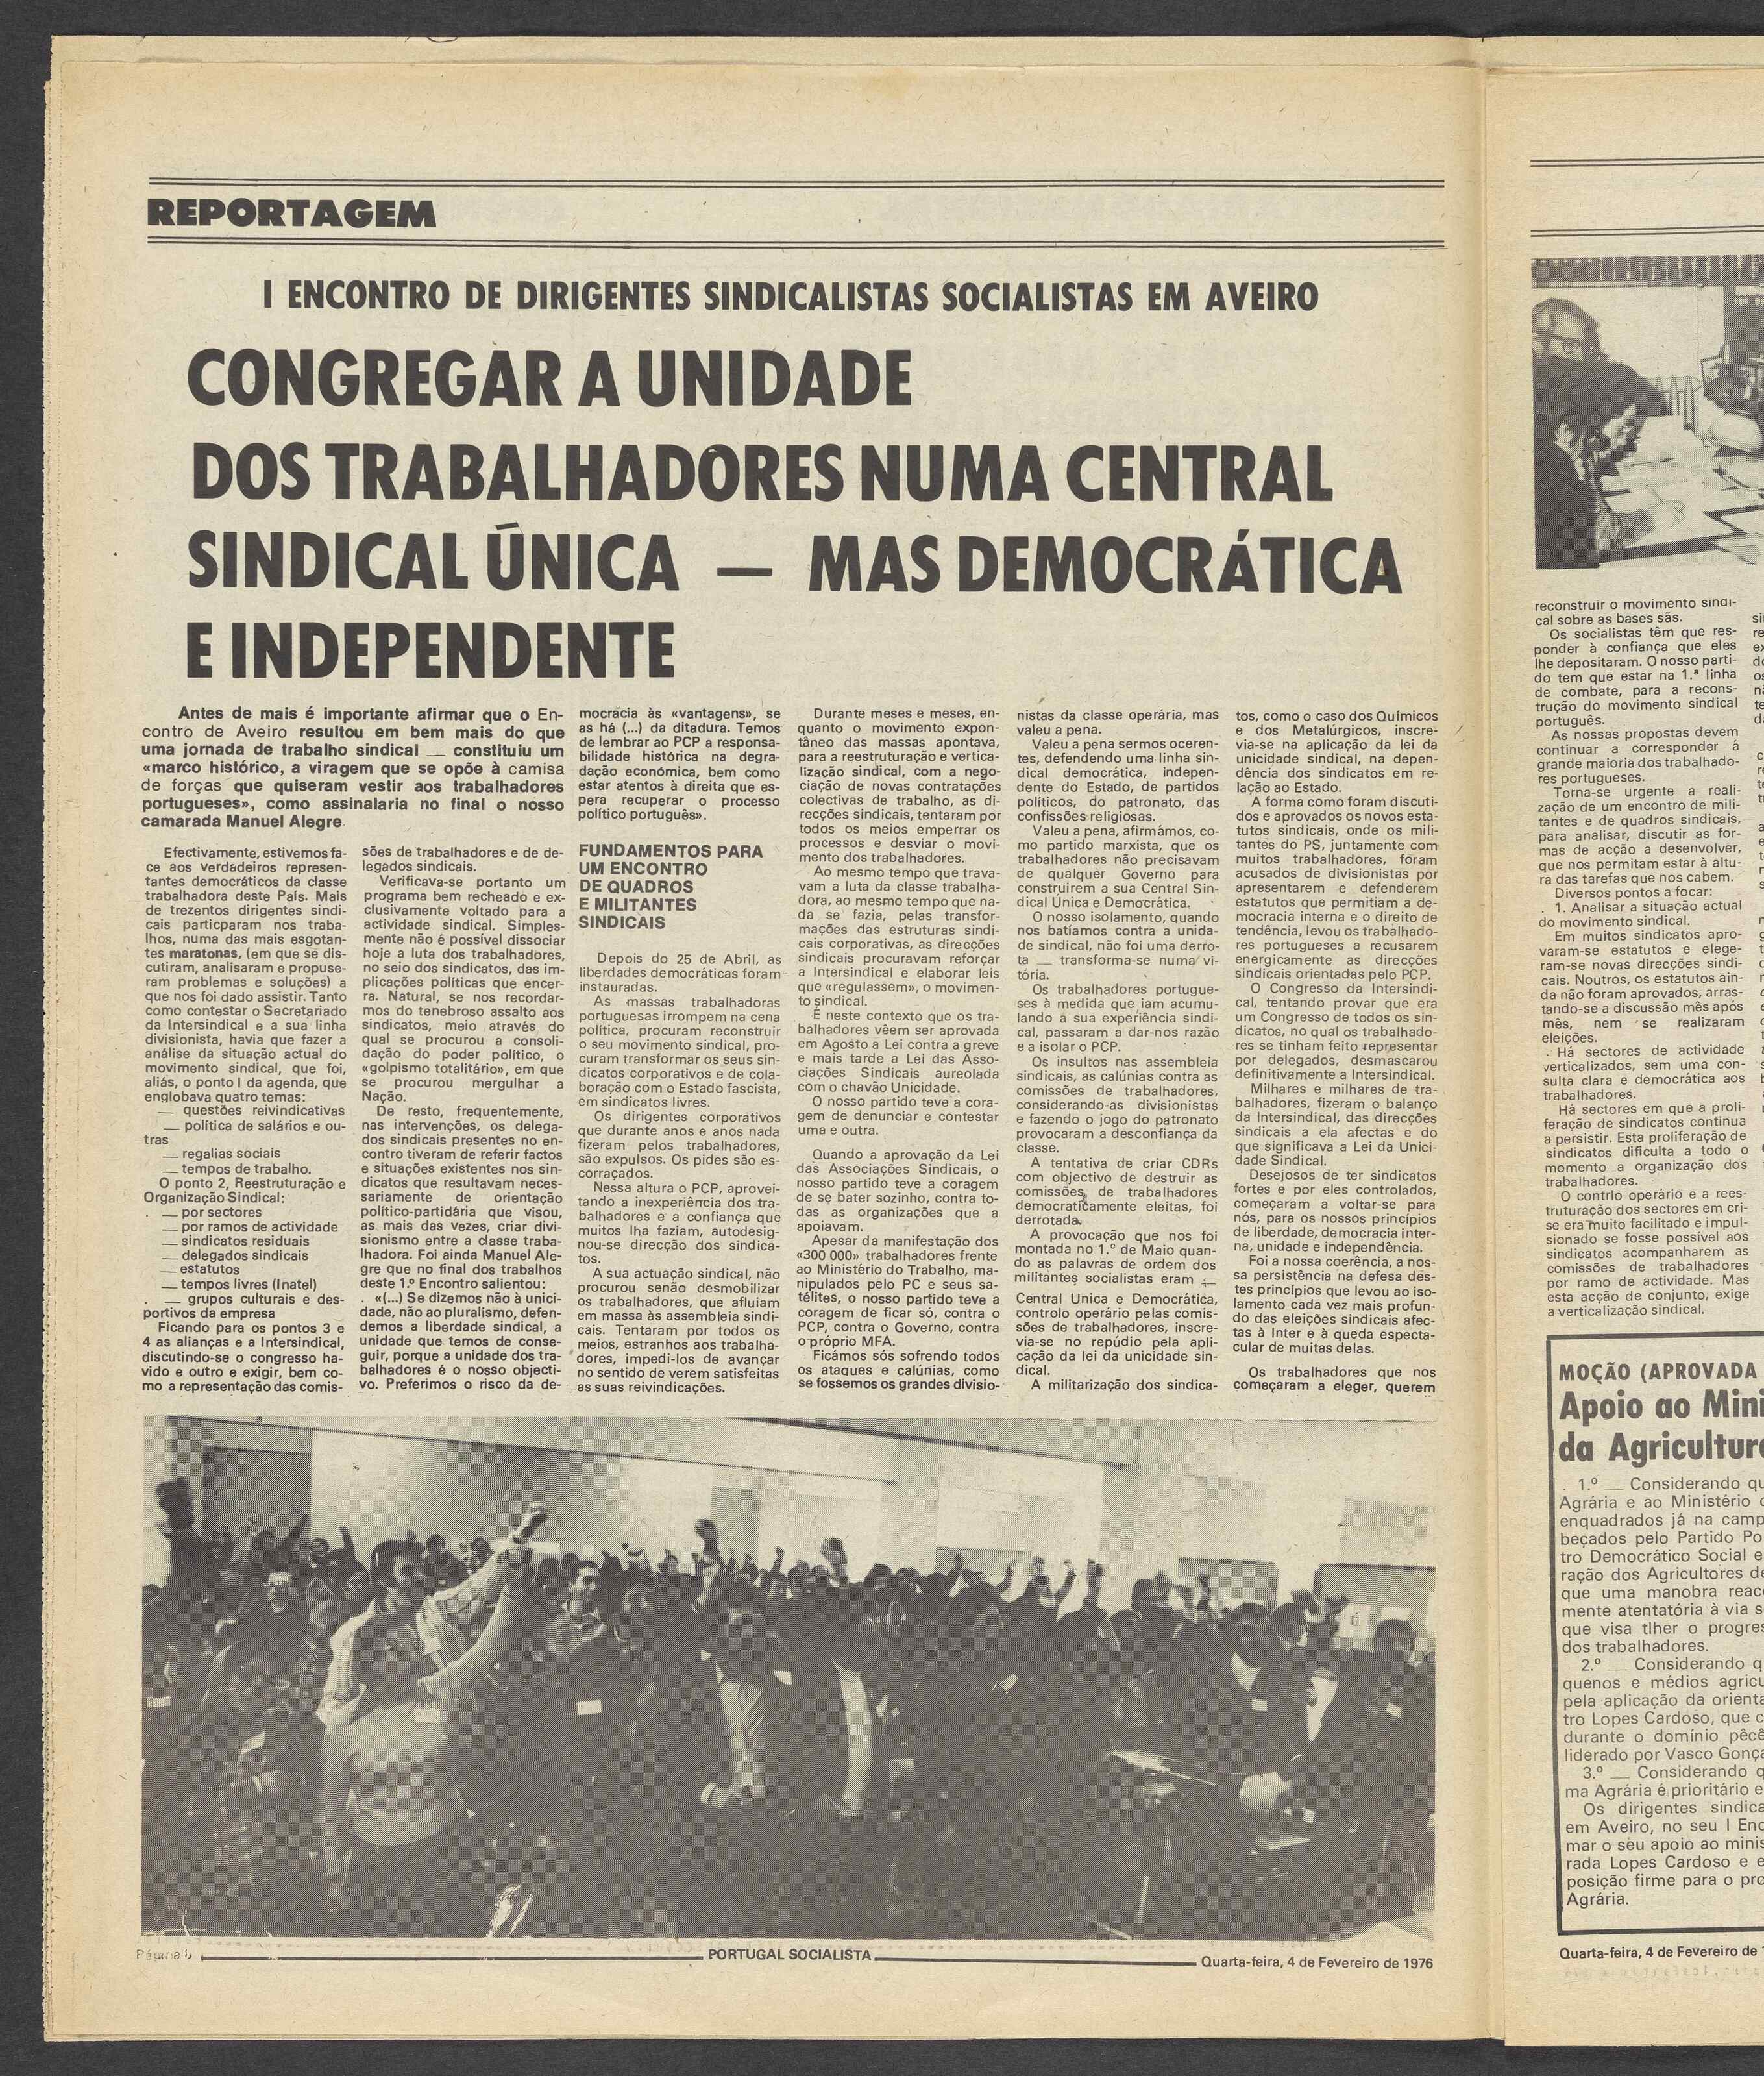 REPORTAGEM
I ENCONTRO DE DIRIGENTES SINDICALISTAS SOCIALISTAS EM AVEIRO
CONGREGAR A UNIDADE
DOS TRABALHADORES NUMA CENTRAL
SINDICAL ÚNICA — MAS DEMOCRÁTICA
E INDEPENDENTE
Antes de mais é importante afirmar que o En-
contro de Aveiro resultou em bem mais do que
uma jornada de trabalho sindical — constituiu um
«marco histórico, a viragem que se opõe à camisa
de forças que quiseram vestir aos trabalhadores
portugueses», como assinalaria no final o nosso
camarada Manuel Alegre.
Efectivamente, estivemos fa-
ce aos verdadeiros represen-
tantes democráticos da classe
trabalhadora deste País. Mais
de trezentos dirigentes sindi-
cais particparam nos traba-
lhos, numa das mais esgotan-
tes maratonas, (em que se dis-
cutiram, analisaram e propuse-
ram problemas e soluções) a
que nos foi dado assistir. Tanto
como contestar o Secretariado
da Intersindical e a sua linha
divisionista, havia que fazer a
análise da situação actual do
movimento sindical, que foi,
aliás, o ponto I da agenda, que
englobava quatro temas:
— questões reivindicativas
— política de salários e ou-
tras
— regalias sociais
— tempos de trabalho.
O ponto 2, Reestruturação e
Organização Sindical:
— por sectores
— por ramos de actividade
— sindicatos residuais
— delegados sindicais
— estatutos
— tempos livres (Inatel)
— grupos culturais e des-
portivos da empresa
Ficando para os pontos 3 e
4 as alianças e a Intersindical,
discutindo-se o congresso ha-
vido e outro e exigir, bem co-
mo a representação das comis-
sões de trabalhadores e de de-
legados sindicais.
Verificava-se portanto um
programa bem recheado e ex-
clusivamente voltado para a
actividade sindical. Simples-
mente não é possível dissociar
hoje a luta dos trabalhadores,
no seio dos sindicatos, das im-
plicações políticas que encer-
ra. Natural, se nos recordar-
mos do tenebroso assalto aos
sindicatos, meio através do
qual se procurou a consoli-
dação do poder político, o
«golpismo totalitário», em que
se procurou mergulhar a
Nação.
De resto, frequentemente,
nas intervenções, os delega-
dos sindicais presentes no en-
contro tiveram de referir factos
e situações existentes nos sin-
dicatos que resultavam neces-
sariamente de orientação
político-partidária que visou,
as mais das vezes, criar divi-
sionismo entre a classe traba-
lhadora. Foi ainda Manuel Ale-
gre que no final dos trabalhos
deste 1.º Encontro salientou:
«(...) Se dizemos não à unici-
dade, não ao pluralismo, defen-
demos a liberdade sindical, a
unidade que temos de conse-
guir, porque a unidade dos tra-
balhadores é o nosso objecti-
vo. Preferimos o risco da de-
mocracia às «vantagens», se
as há (...) da ditadura. Temos
de lembrar ao PCP a responsa-
bilidade histórica na degra-
dação económica, bem como
estar atentos à direita que es-
pera recuperar o processo
político português».
FUNDAMENTOS PARA
UM ENCONTRO
DE QUADROS
E MILITANTES
SINDICAIS
Depois do 25 de Abril, as
liberdades democráticas foram
instauradas.
As massas trabalhadoras
portuguesas irrompem na cena
política, procuram reconstruir
o seu movimento sindical, pro-
curam transformar os seus sin-
dicatos corporativos e de cola-
boração com o Estado fascista,
em sindicatos livres.
Os dirigentes corporativos
que durante anos e anos nada
fizeram pelos trabalhadores,
são expulsos. Os pides são es-
corraçados.
Nessa altura o PCP, aprovei-
tando a inexperiência dos tra-
balhadores e a confiança que
muitos lha faziam, autodesig-
nou-se direcção dos sindica-
tos.
A sua actuação sindical, não
procurou senão desmobilizar
os trabalhadores, que afluiam
em massa às assembleia sindi-
cais. Tentaram por todos os
meios, estranhos aos trabalha-
dores, impedi-los de avançar
no sentido de verem satisfeitas
as suas reivindicações.
Durante meses e meses, en-
quanto o movimento expon-
tâneo das massas apontava,
para a reestruturação e vertica-
lização sindical, com a nego-
ciação de novas contratações
colectivas de trabalho, as di-
recções sindicais, tentaram por
todos os meios emperrar os
processos e desviar o movi-
mento dos trabalhadores.
Ao mesmo tempo que trava-
vam a luta da classe trabalha-
dora, ao mesmo tempo que na-
da se fazia, pelas transfor-
mações das estruturas sindi-
cais corporativas, as direcções
sindicais procuravam reforçar
a Intersindical e elaborar leis
que «regulassem», o movimen-
to sindical.
É neste contexto que os tra-
balhadores vêem ser aprovada
em Agosto a Lei contra a greve
e mais tarde a Lei das Asso-
ciações Sindicais aureolada
com o chavão Unicidade.
O nosso partido teve a cora-
gem de denunciar e contestar
uma e outra.
Quando a aprovação da Lei
das Associações Sindicais, o
nosso partido teve a coragem
de se bater sozinho, contra to-
das as organizações que a
apoiavam.
Apesar da manifestação dos
«300 000» trabalhadores frente
ao Ministério do Trabalho, ma-
nipulados pelo PC e seus sa-
télites, o nosso partido teve a
coragem de ficar só, contra o
PCP, contra o Governo, contra
o próprio MFA.
Ficámos sós sofrendo todos
os ataques e calúnias, como
se fossemos os grandes divisio-
nistas da classe operária, mas
valeu a pena.
Valeu a pena sermos oceren-
tes, defendendo uma linha sin-
dical democrática, indepen-
dente do Estado, de partidos
políticos, do patronato, das
confissões religiosas.
Valeu a pena, afirmámos, co-
mo partido marxista, que os
trabalhadores não precisavam
de qualquer Governo para
construirem a sua Central Sin-
dical Única e Democrática.
O nosso isolamento, quando
nos batíamos contra a unida-
de sindical, não foi uma derro-
ta — transforma-se numa vi-
tória.
Os trabalhadores portugue-
ses à medida que iam acumu-
lando a sua experiência sindi-
cal, passaram a dar-nos razão
e a isolar o PCP.
Os insultos nas assembleia
sindicais, as calúnias contra as
comissões de trabalhadores,
considerando-as divisionistas
e fazendo o jogo do patronato
provocaram a desconfiança da
classe.
A tentativa de criar CDRs
com objectivo de destruir as
comissões de trabalhadores
democraticamente eleitas, foi
derrotada.
A provocação que nos foi
montada no 1.º de Maio quan-
do as palavras de ordem dos
militantes socialistas eram —
Central Unica e Democrática,
controlo operário pelas comis-
sões de trabalhadores, inscre-
via-se no repúdio pela apli-
cação da lei da unicidade sin-
dical.
A militarização dos sindica-
tos, como o caso dos Químicos
e dos Metalúrgicos, inscre-
via-se na aplicação da lei da
unicidade sindical, na depen-
dência dos sindicatos em re-
lação ao Estado.
A forma como foram discuti-
dos e aprovados os novos esta-
tutos sindicais, onde os mili-
tantes do PS, juntamente com
muitos trabalhadores, foram
acusados de divisionistas por
apresentarem e defenderem
estatutos que permitiam a de-
mocracia interna e o direito de
tendência, levou os trabalhado-
res portugueses a recusarem
energicamente as direcções
sindicais orientadas pelo PCP.
O Congresso da Intersindi-
cal, tentando provar que era
um Congresso de todos os sin-
dicatos, no qual os trabalhado-
res se tinham feito representar
por delegados, desmascarou
definitivamente a Intersindical.
Milhares e milhares de tra-
balhadores, fizeram o balanço
da Intersindical, das direcções
sindicais a ela afectas e do
que significava a Lei da Unici-
dade Sindical.
Desejosos de ter sindicatos
fortes e por eles controlados,
começaram a voltar-se para
nós, para os nossos princípios
de liberdade, democracia inter-
na, unidade e independência.
Foi a nossa coerência, a nos-
sa persistência na defesa des-
tes princípios que levou ao iso-
lamento cada vez mais profun-
do das eleições sindicais afec-
tas à Inter e à queda especta-
cular de muitas delas.
Os trabalhadores que nos
começaram a eleger, querem
Página
PORTUGAL SOCIALISTA
Quarta-feira, 4 de Fevereiro de 1976
reconstruir o movimento sindi-
cal sobre as bases sãs.
Os socialistas têm que res-
ponder à confiança que eles
lhe depositaram. O nosso parti-
do tem que estar na 1.ª linha
de combate, para a recons-
trução do movimento sindical
português.
As nossas propostas devem
continuar a corresponder à
grande maioria dos trabalhado-
res portugueses.
Torna-se urgente a reali-
zação de um encontro de mili-
tantes e de quadros sindicais,
para analisar, discutir as for-
mas de acção a desenvolver,
que nos permitam estar à altu-
ra das tarefas que nos cabem.
Diversos pontos a focar:
1. Analisar a situação actual
do movimento sindical.
Em muitos sindicatos apro-
varam-se estatutos e elege-
ram-se novas direcções sindi-
cais. Noutros, os estatutos ain-
da não foram aprovados, arras-
tando-se a discussão mês após
mês, nem se realizaram
eleições.
Há sectores de actividade
verticalizados, sem uma con-
sulta clara e democrática aos
trabalhadores.
Há sectores em que a proli-
feração de sindicatos continua
a persistir. Esta proliferação de
sindicatos dificulta a todo o
momento a organização dos
trabalhadores.
O contrlo operário e a rees-
truturação dos sectores em cri-
se era muito facilitado e impul-
sionado se fosse possível aos
sindicatos acompanharem as
comissões de trabalhadores
por ramo de actividade. Mas
esta acção de conjunto, exige
a verticalização sindical.
MOÇÃO (APROVADA
Apoio ao Mini
da Agricultur
1.º — Considerando qu
Agrária e ao Ministério
enquadrados já na camp
beçados pelo Partido Po
tro Democrático Social e
ração dos Agricultores de
que uma manobra reac
mente atentatória à via s
que visa tlher o progres
dos trabalhadores.
2.º — Considerando q
quenos e médios agricu
pela aplicação da orienta
tro Lopes Cardoso, que c
durante o domínio pêcê
liderado por Vasco Gonça
3.º — Considerando q
ma Agrária é prioritário e
Os dirigentes sindica
em Aveiro, no seu I Enc
mar o seu apoio ao minis
rada Lopes Cardoso e e
posição firme para o pro
Agrária.
Quarta-feira, 4 de Fevereiro de